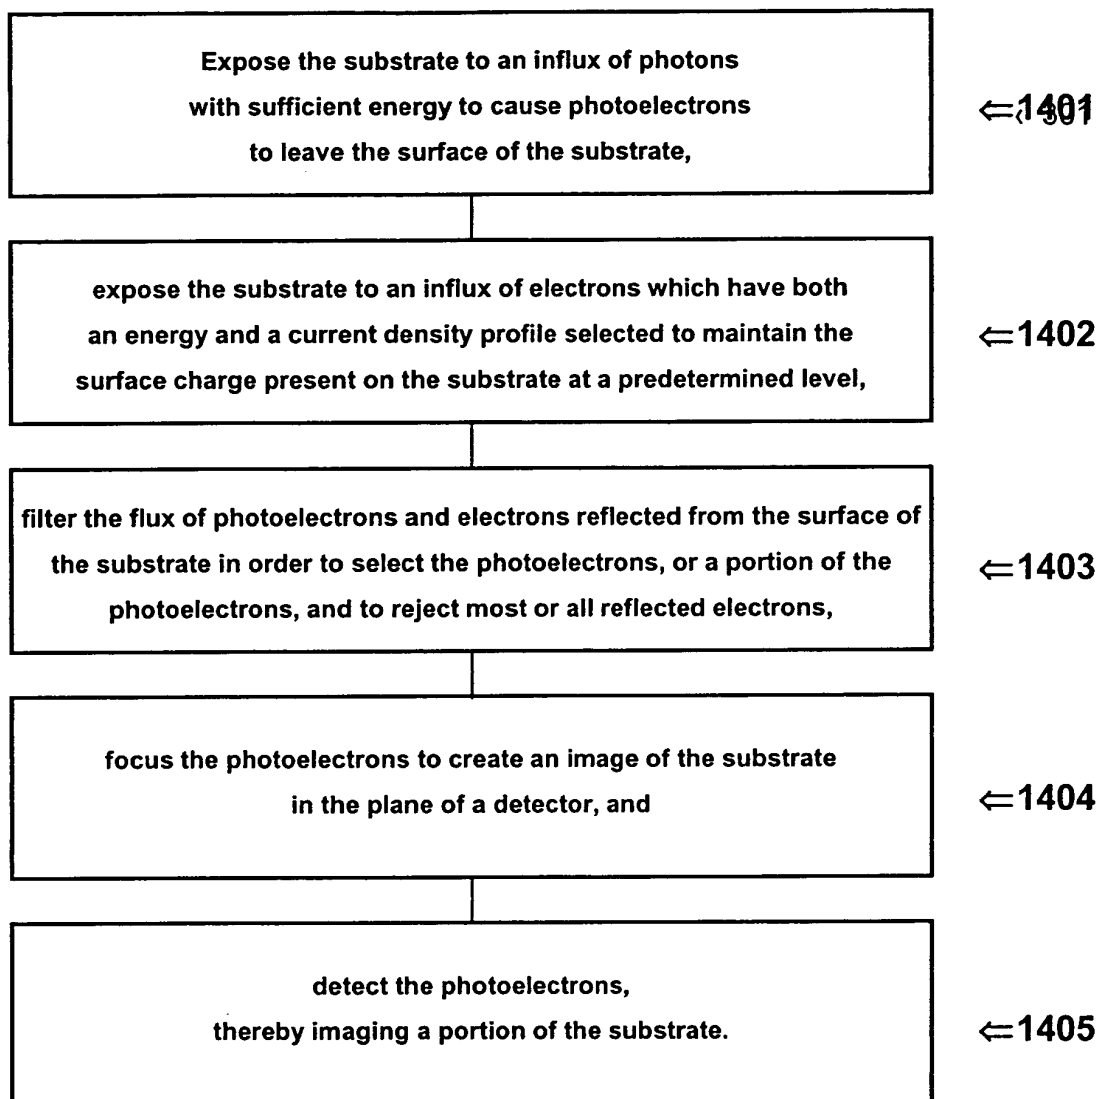 Expose the substrate to an influx of photons
with sufficient energy to cause photoelectrons
to leave the surface of the substrate,
⇐1401
expose the substrate to an influx of electrons which have both
an energy and a current density profile selected to maintain the
surface charge present on the substrate at a predetermined level,
⇐1402
filter the flux of photoelectrons and electrons reflected from the surface of
the substrate in order to select the photoelectrons, or a portion of the
photoelectrons, and to reject most or all reflected electrons,
⇐1403
focus the photoelectrons to create an image of the substrate
in the plane of a detector, and
⇐1404
detect the photoelectrons,
thereby imaging a portion of the substrate.
⇐1405